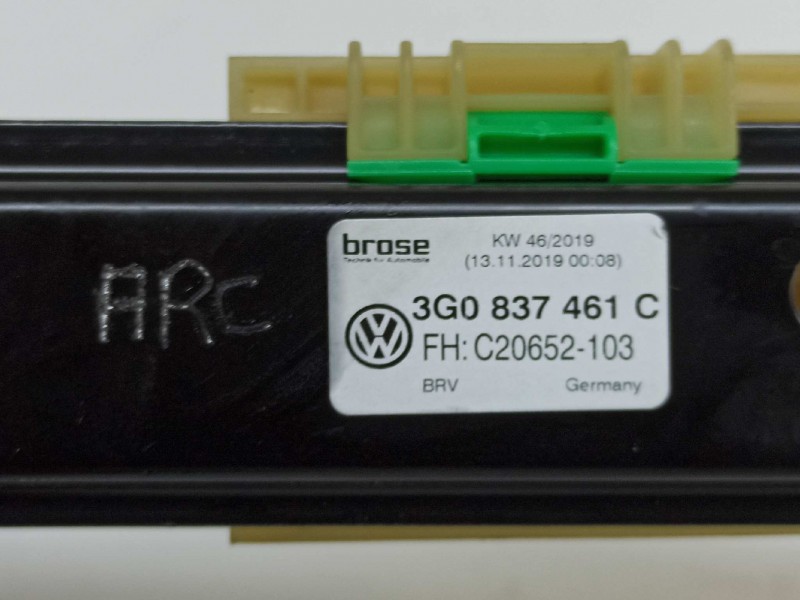 ARC
brose
Technik für Automobile
KW 46/2019
(13.11.2019 00:08)
3G0 837 461 C
VW
FH: C20652-103
BRV Germany